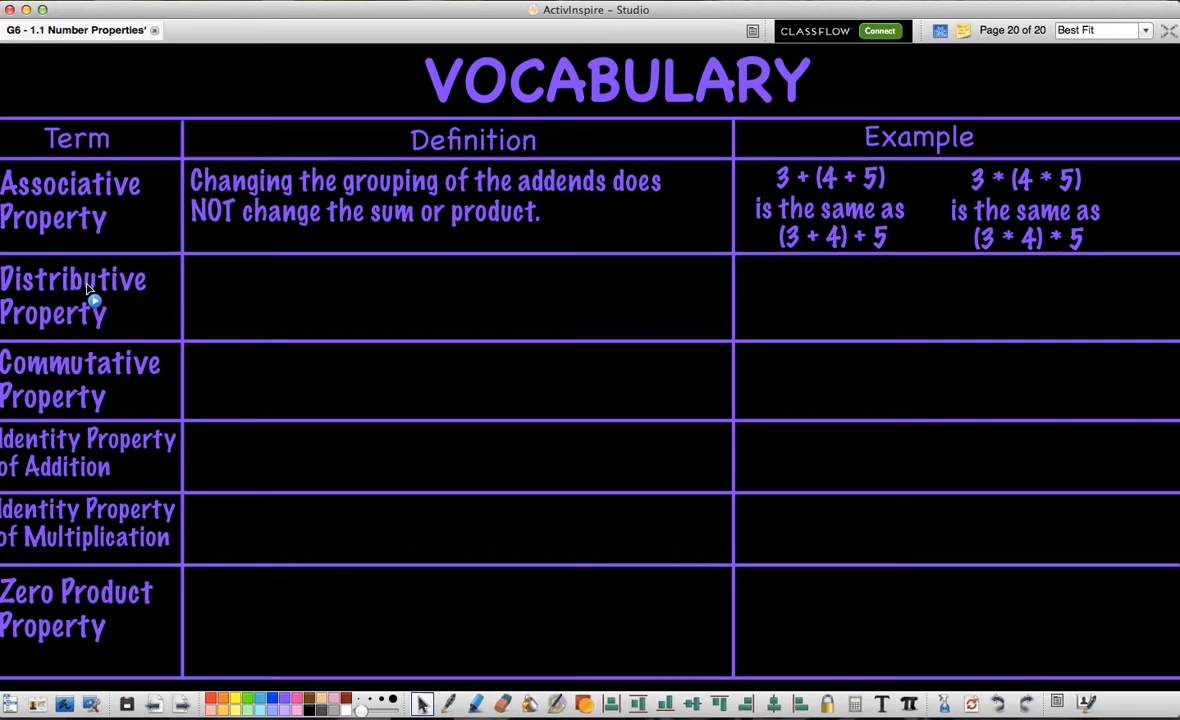 ActivInspire – Studio
G6 - 1.1 Number Properties*
CLASSFLOW Connect
Page 20 of 20
Best Fit
VOCABULARY
Term Definition Example
Associative
Property
Changing the grouping of the addends does
NOT change the sum or product.
3 + (4 + 5)
is the same as
(3 + 4) + 5
3 * (4 * 5)
is the same as
(3 * 4) * 5
Distributive
Property
Commutative
Property
Identity Property
of Addition
Identity Property
of Multiplication
Zero Product
Property